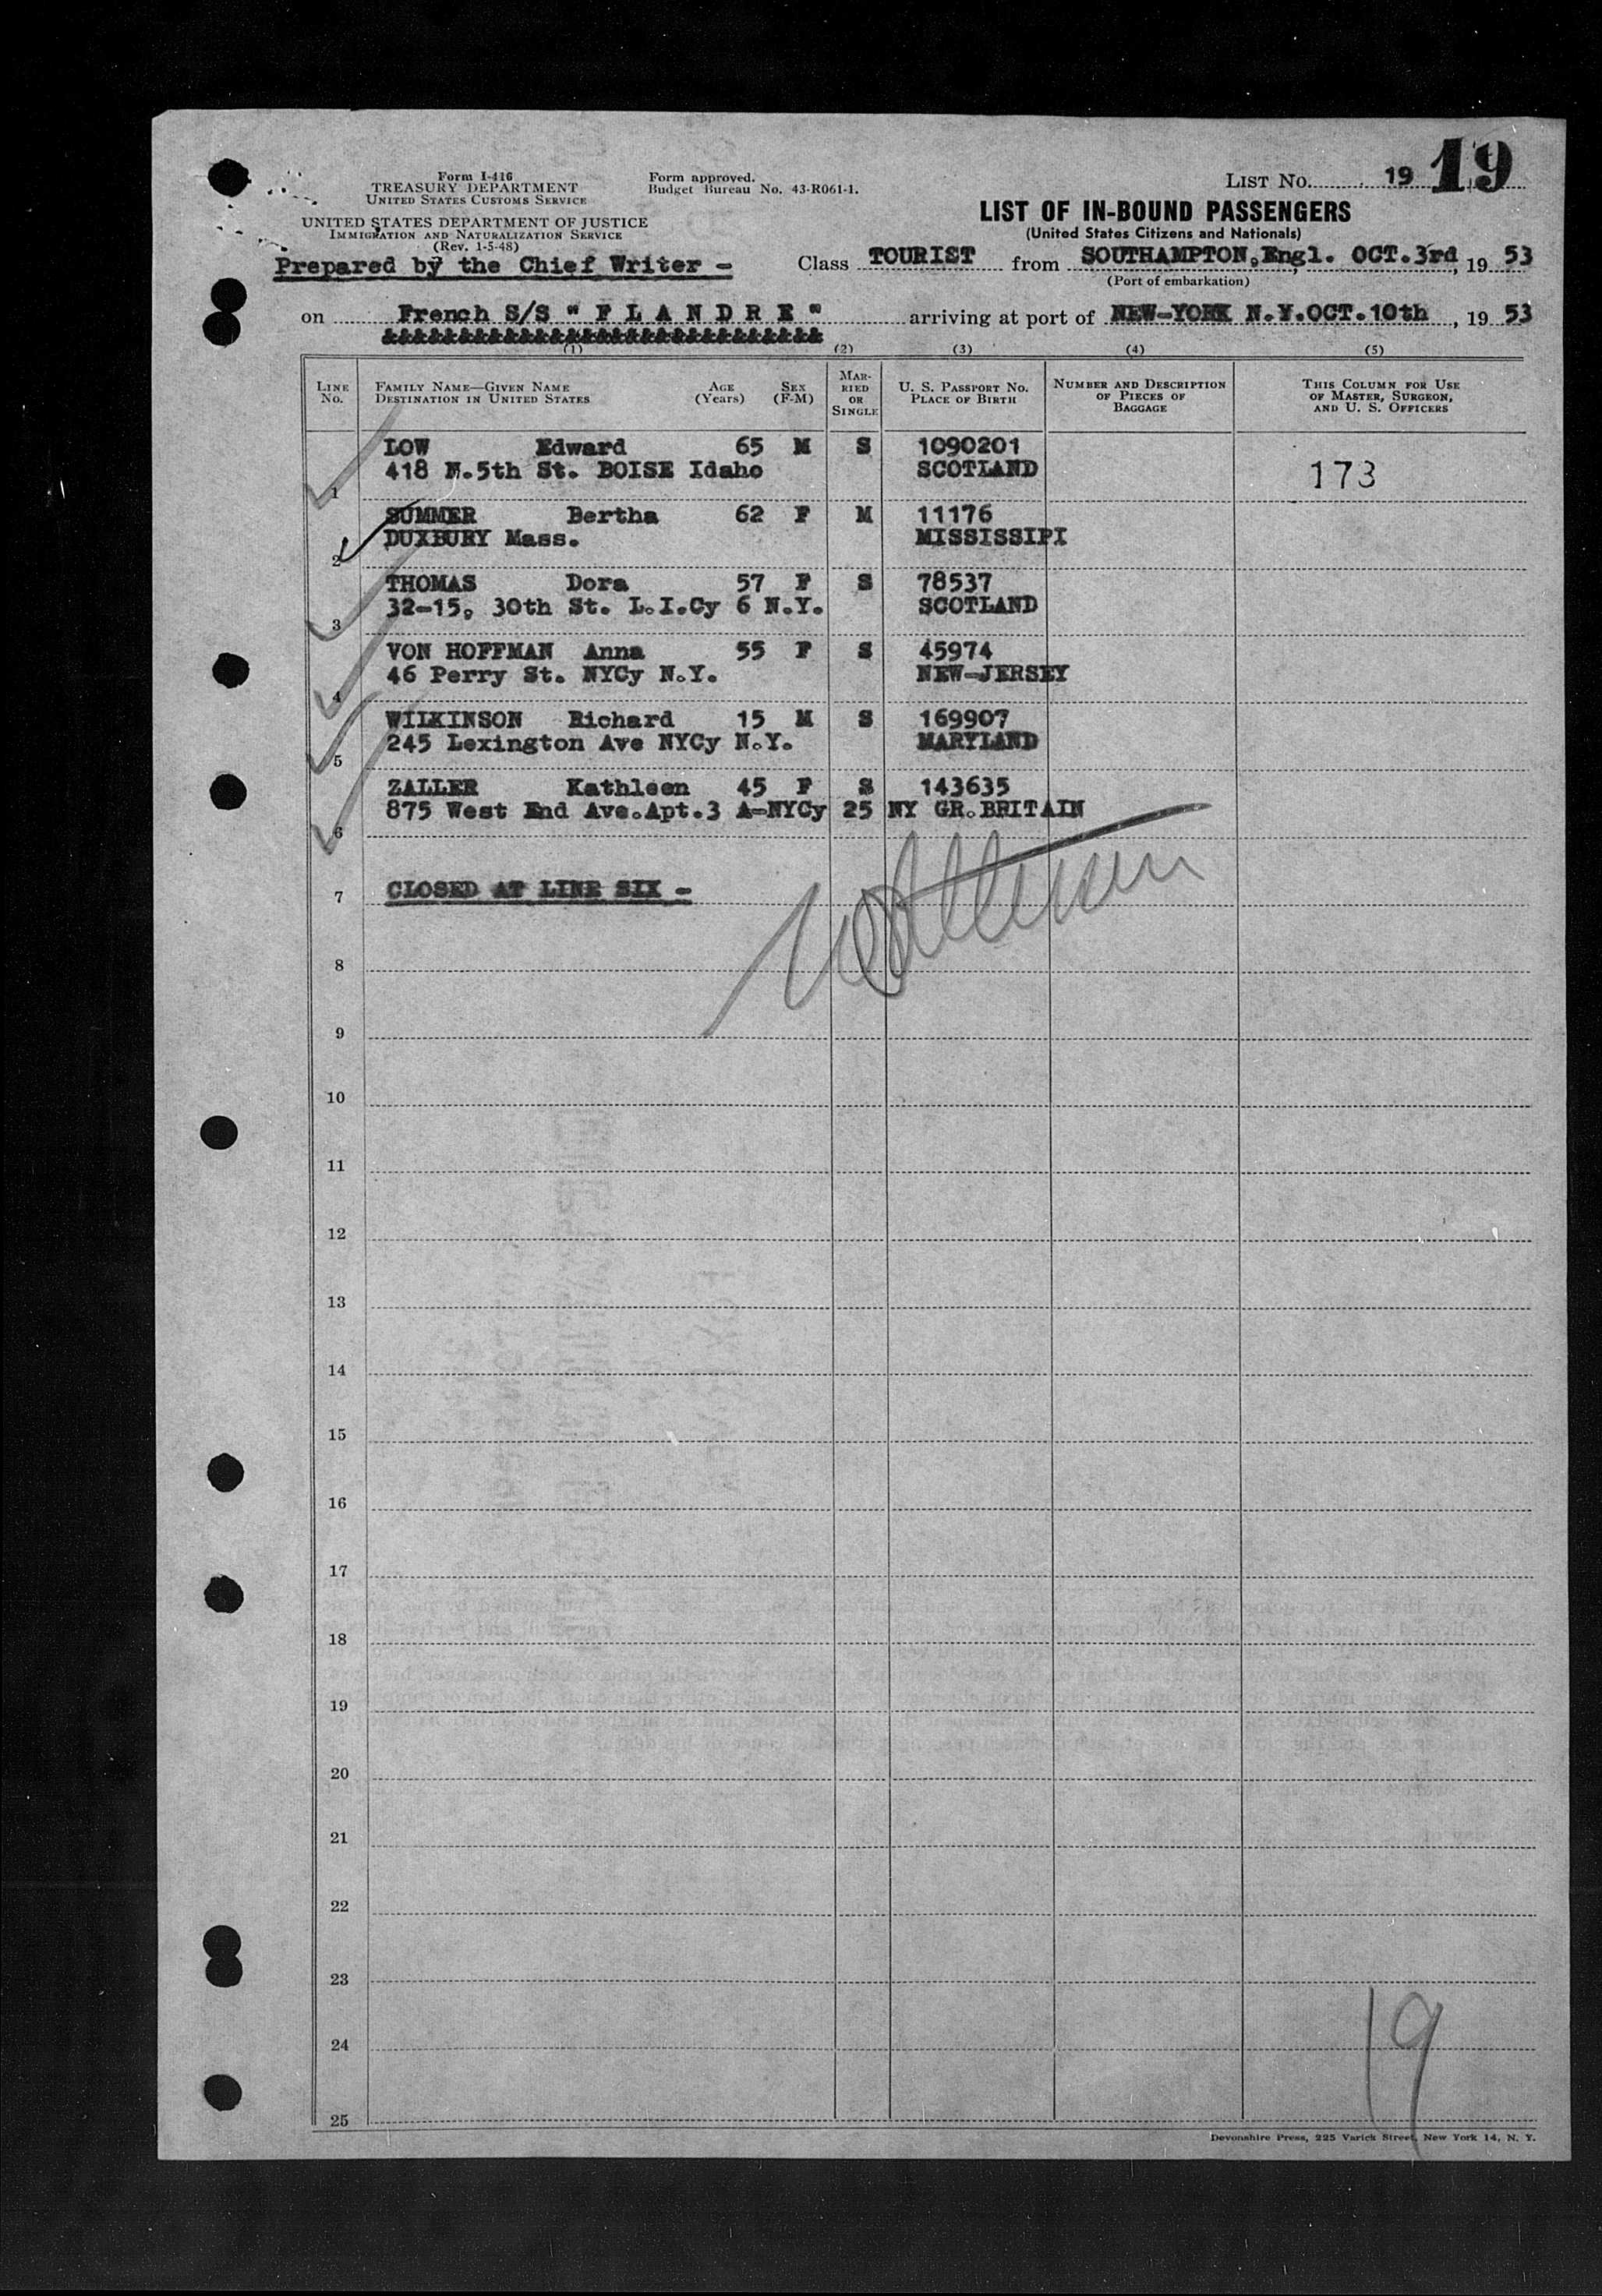 Form I-416
TREASURY DEPARTMENT
UNITED STATES CUSTOMS SERVICE
UNITED STATES DEPARTMENT OF JUSTICE
IMMIGRATION AND NATURALIZATION SERVICE
(Rev. 1-5-48)
Form approved.
Budget Bureau No. 43-R061-1.
LIST NO. 19 19
LIST OF IN-BOUND PASSENGERS
(United States Citizens and Nationals)
Prepared by the Chief Writer -
Class TOURIST from SOUTHAMPTON,Engl. OCT.3rd, 19 53
(Port of embarkation)
on French S/S " F L A N D R E " arriving at port of NEW-YORK N.Y.OCT.10th, 19 53
&&&&&&&&&&&&&&&&&&&&&&&&&&&&&
(1) (2) (3) (4) (5)
LINE NO.
FAMILY NAME—GIVEN NAME
DESTINATION IN UNITED STATES
AGE (Years)
SEX (F-M)
MARRIED OR SINGLE
U. S. PASSPORT NO.
PLACE OF BIRTH
NUMBER AND DESCRIPTION OF PIECES OF BAGGAGE
THIS COLUMN FOR USE OF MASTER, SURGEON, AND U. S. OFFICERS
LOW Edward 65 M S 1090201
1 418 N.5th St. BOISE Idaho SCOTLAND 173
SUMMER Bertha 62 F M 11176
2 DUXBURY Mass. MISSISSIPI
THOMAS Dora 57 F S 78537
3 32-15, 30th St. L.I.Cy 6 N.Y. SCOTLAND
VON HOFFMAN Anna 55 F S 45974
4 46 Perry St. NYCy N.Y. NEW-JERSEY
WILKINSON Richard 15 M S 169907
5 245 Lexington Ave NYCy N.Y. MARYLAND
ZALLER Kathleen 45 F S 143635
6 875 West End Ave.Apt.3 A-NYCy 25 NY GR.BRITAIN
7 CLOSED AT LINE SIX -
8
9
10
11
12
13
14
15
16
17
18
19
20
21
22
23
24
25
19
Devonshire Press, 225 Varick Street, New York 14, N. Y.